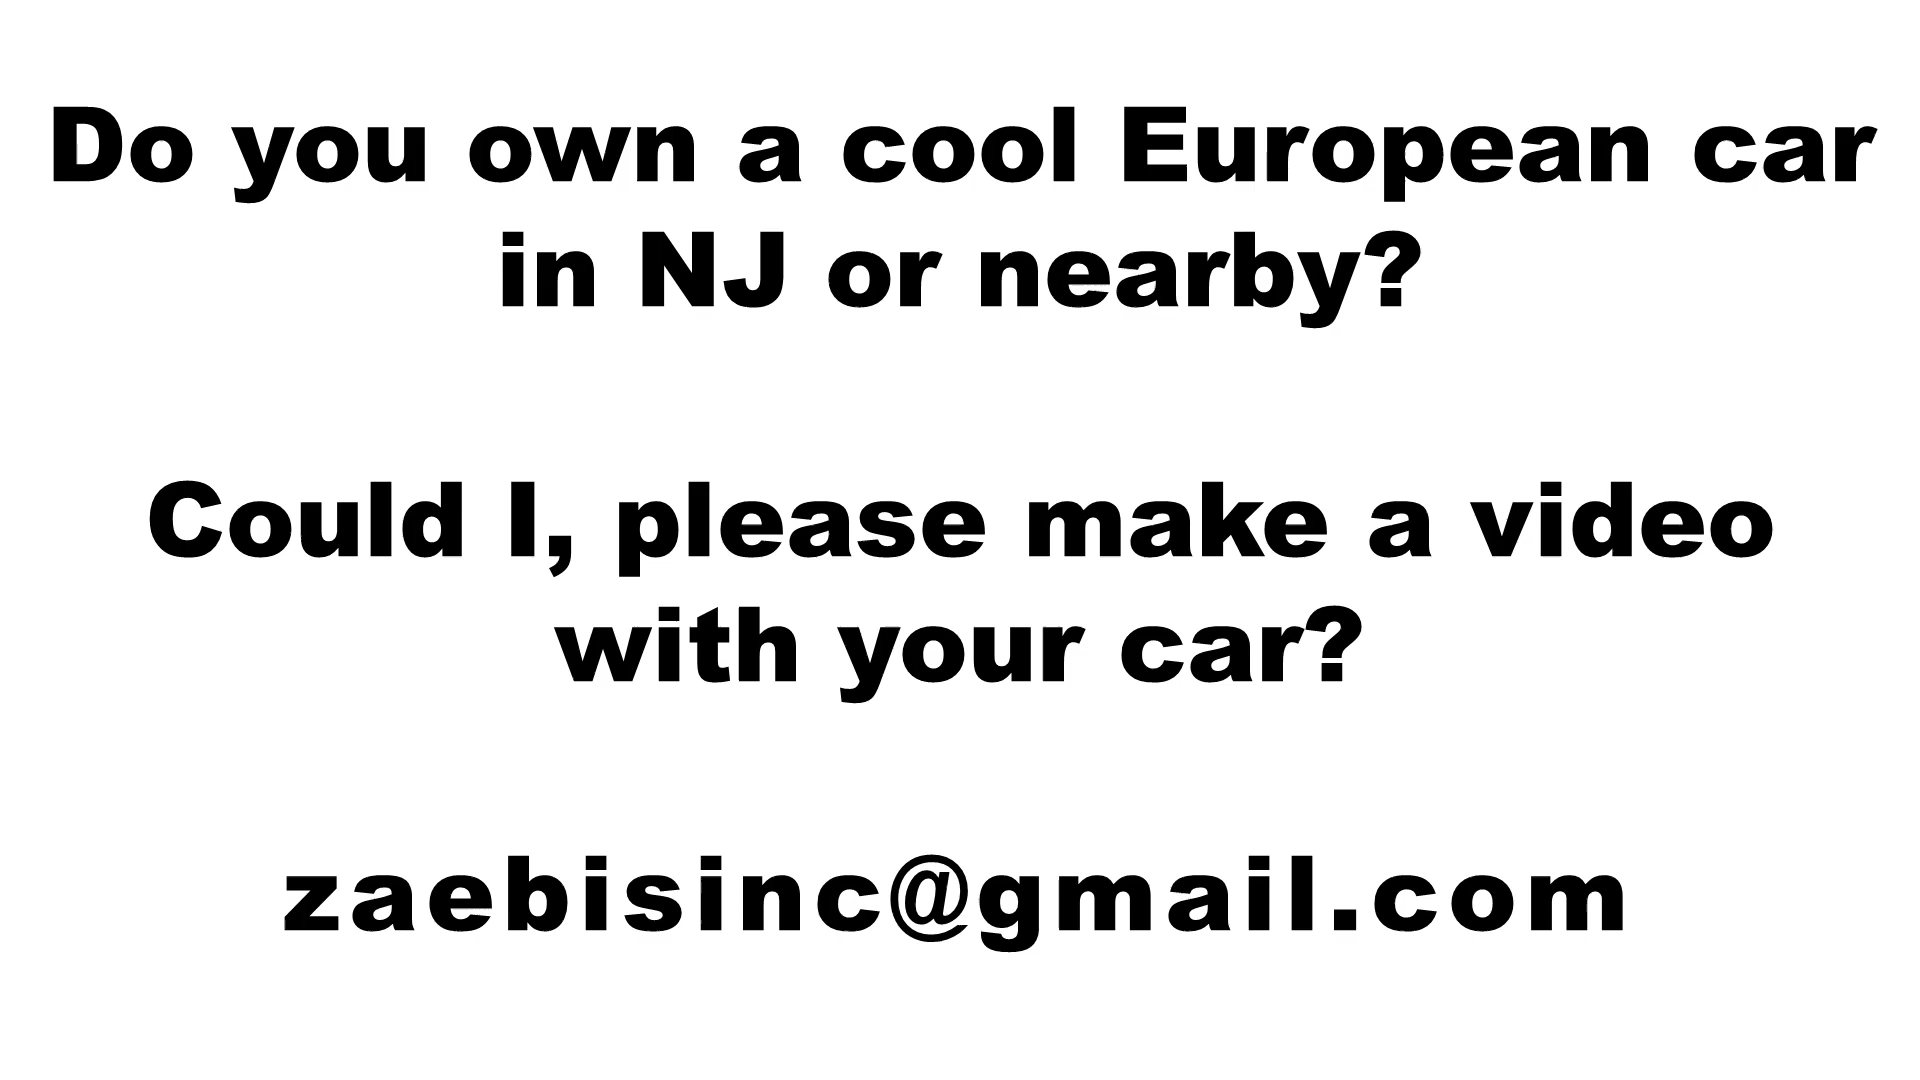 Do you own a cool European car
in NJ or nearby?
Could I, please make a video
with your car?
zaebisinc@gmail.com